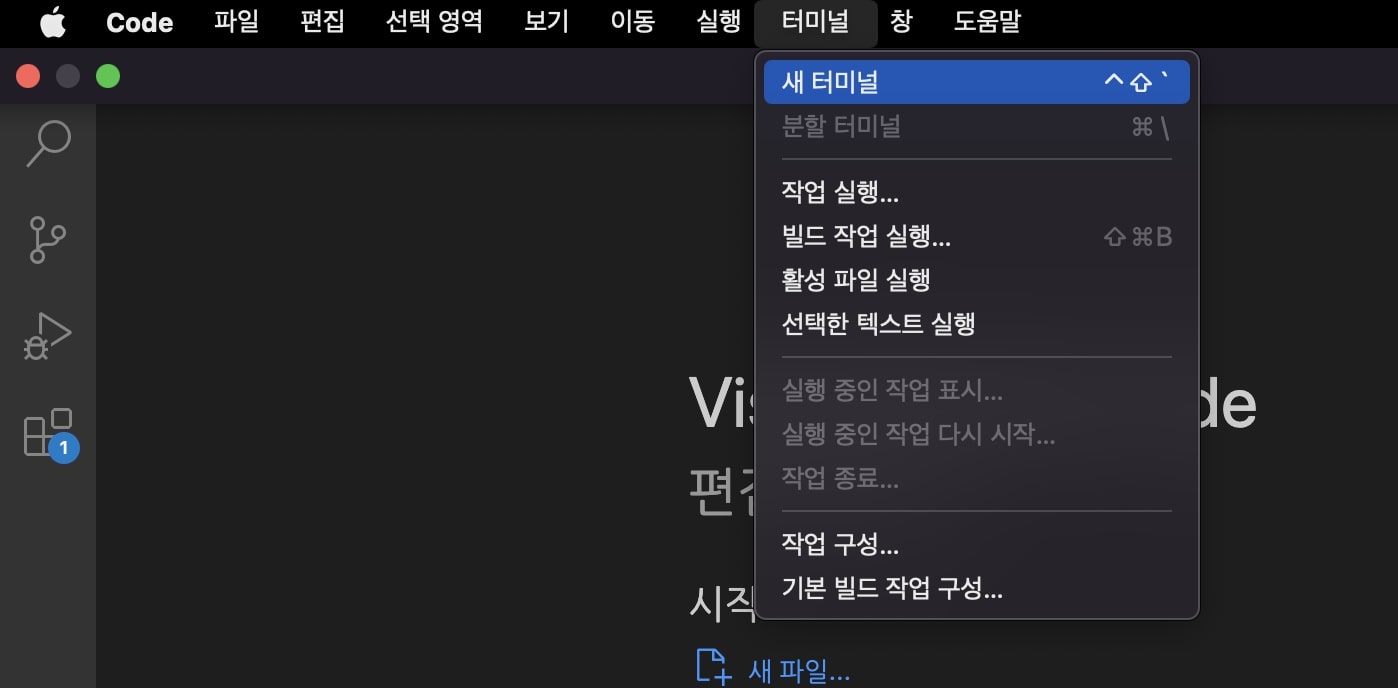 Code 파일 편집 선택 영역 보기 이동 실행 터미널 창 도움말
새 터미널 ^⇧`
분할 터미널 ⌘\
작업 실행...
빌드 작업 실행... ⇧⌘B
활성 파일 실행
선택한 텍스트 실행
실행 중인 작업 표시...
실행 중인 작업 다시 시작...
작업 종료...
작업 구성...
기본 빌드 작업 구성...
1
de
시작
새 파일...